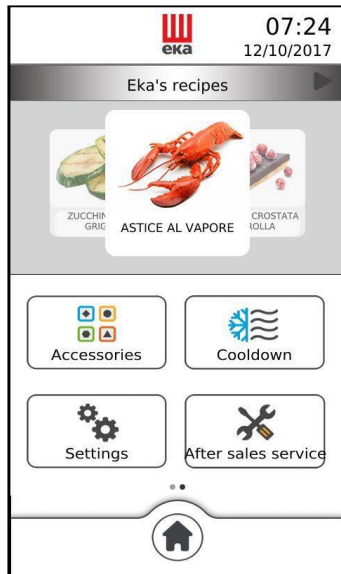 07:24
eka
12/10/2017
Eka's recipes
ZUCCHIN
GRIG
ASTICE AL VAPORE
CROSTATA
ROLLA
Accessories
Cooldown
Settings
After sales service